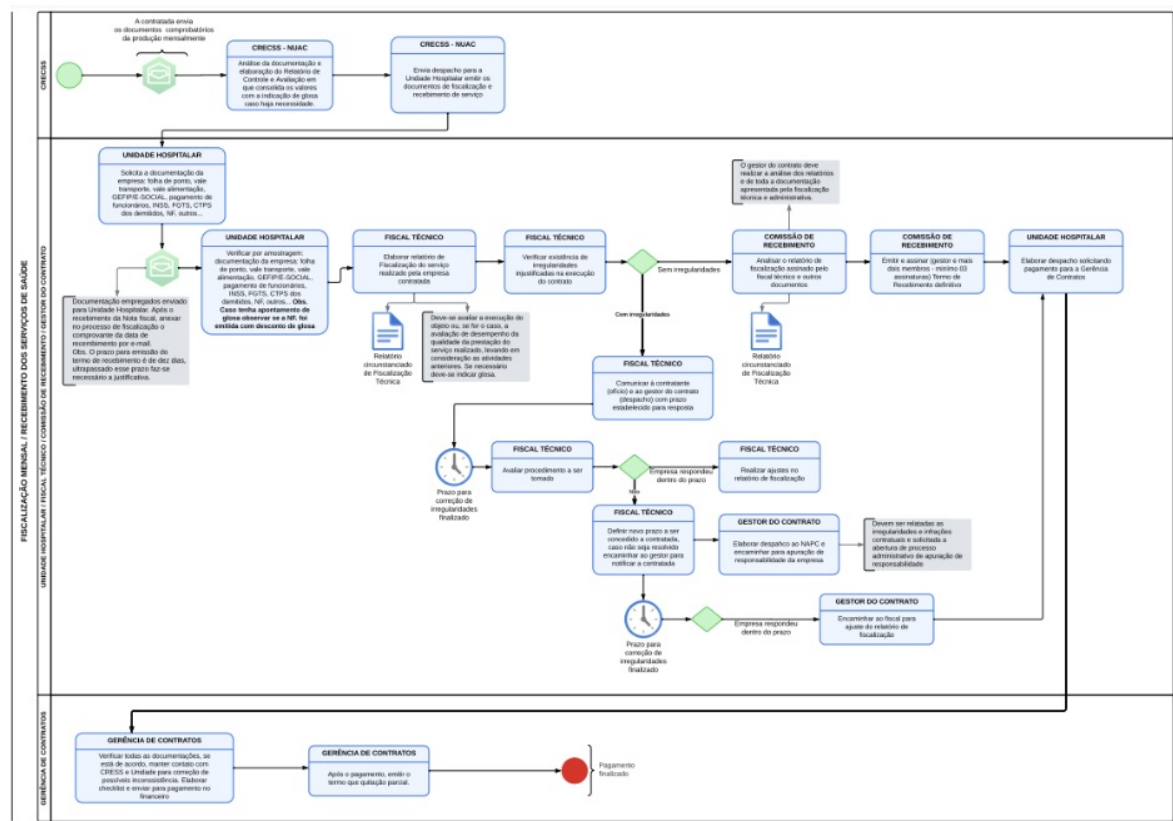 FISCALIZAÇÃO MENSAL / RECEBIMENTO DOS SERVIÇOS DE SAÚDE
CRECSS
A contratada envia
os documentos comprobatórios
da produção mensalmente
CRECSS - NUAC
Análise da documentação e
elaboração do Relatório de
Controle e Avaliação em
que consolida os valores
com a indicação de glosa
caso haja necessidade.
CRECSS - NUAC
Envia despacho para a
Unidade Hospitalar emitir os
documentos de fiscalização e
recebimento de serviço
UNIDADE HOSPITALAR / FISCAL TÉCNICO / COMISSÃO DE RECEBIMENTO / GESTOR DO CONTRATO
UNIDADE HOSPITALAR
Solicita a documentação da
empresa: folha de ponto, vale
transporte, vale alimentação,
GEFIP/E-SOCIAL, pagamento de
funcionários, INSS, FGTS, CTPS
dos demitidos, NF, outros...
Documentação empregados enviado
para Unidade Hospitalar. Após o
recebimento da Nota fiscal, anexar
no processo de fiscalização o
comprovante da data de
recembimento por e-mail.
Obs. O prazo para emissão do
termo de recebimento é de dez dias,
ultrapassado esse prazo faz-se
necessário a justificativa.
UNIDADE HOSPITALAR
Verificar por amostragem:
documentação da empresa: folha
de ponto, vale transporte, vale
alimentação, GEFIP/E-SOCIAL,
pagamento de funcionários,
INSS, FGTS, CTPS dos
demitidos, NF, outros... Obs.
Caso tenha apontamento de
glosa observar se a NF. foi
emitida com desconto de glosa
FISCAL TÉCNICO
Elaborar relatório de
Fiscalização do serviço
realizado pela empresa
contratada
Relatório
circunstanciado
de Fiscalização
Técnica
Deve-se avaliar a execução do
objeto ou, se for o caso, a
avaliação de desempenho da
qualidade da prestação do
serviço realizado, levando em
consideração as atividades
anteriores. Se necessário
deve-se indicar glosa.
FISCAL TÉCNICO
Verificar existência de
irregularidades
injustificadas na execução
do contrato
Sem irregularidades
Com irregularidades
O gestor do contrato deve
realizar a análise dos relatórios
e de toda a documentação
apresentada pela fiscalização
técnica e administrativa.
COMISSÃO DE
RECEBIMENTO
Analisar o relatório de
fiscalização assinado pelo
fiscal técnico e outros
documentos
Relatório
circunstanciado
de Fiscalização
Técnica
COMISSÃO DE
RECEBIMENTO
Emitir e assinar (gestor e mais
dois membros - mínimo 03
assinaturas) Termo de
Recebimento definitivo
UNIDADE HOSPITALAR
Elaborar despacho solicitando
pagamento para a Gerência
de Contratos
FISCAL TÉCNICO
Comunicar à contratante
(ofício) e ao gestor do contrato
(despacho) com prazo
estabelecido para resposta
Prazo para
correção de
irregularidades
finalizado
FISCAL TÉCNICO
Avaliar procedimento a ser
tomado
Empresa respondeu
dentro do prazo
Não
FISCAL TÉCNICO
Realizar ajustes no
relatório de fiscalização
FISCAL TÉCNICO
Definir novo prazo a ser
concedido a contratada,
caso não seja resolvido
encaminhar ao gestor para
notificar a contratada
GESTOR DO CONTRATO
Elaborar despahco ao NAPC e
encaminhar para apuração de
responsabilidade da empresa
Devem ser relatadas as
irregularidades e infrações
contratuais e solicitada a
abertura de processo
administrativo de apuração de
responsabilidade
Prazo para
correção de
irregularidades
finalizado
Empresa respondeu
dentro do prazo
GESTOR DO CONTRATO
Encaminhar ao fiscal para
ajuste do relatório de
fiscalização
GERÊNCIA DE CONTRATOS
GERÊNCIA DE CONTRATOS
Verificar todas as documentações, se
está de acordo, manter contato com
CRESS e Unidade para correção de
possíveis inconssistência. Elaborar
checklist e enviar para pagamento no
financeiro
GERÊNCIA DE CONTRATOS
Após o pagamento, emitir o
termo que quitação parcial.
Pagamento
finalizado